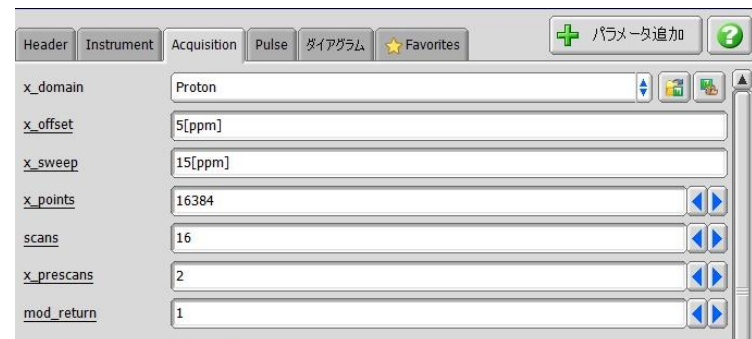 Header Instrument Acquisition Pulse ダイアグラム Favorites パラメータ追加
x_domain Proton
x_offset 5[ppm]
x_sweep 15[ppm]
x_points 16384
scans 16
x_prescans 2
mod_return 1